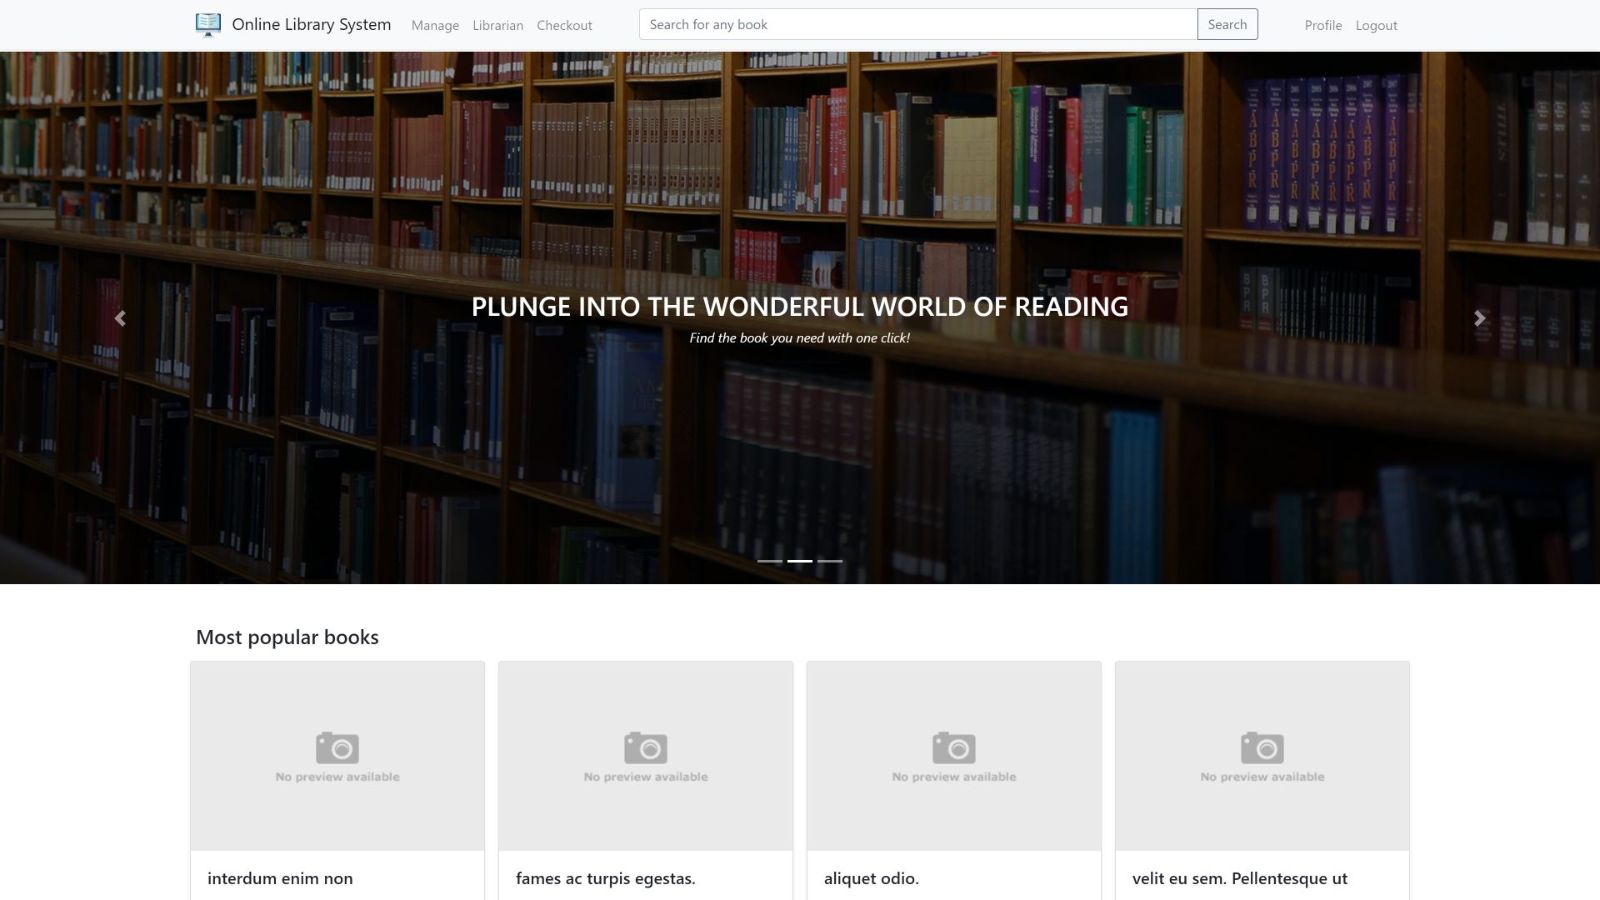 Online Library System
Manage
Librarian
Checkout
Search for any book
Search
Profile
Logout
PLUNGE INTO THE WONDERFUL WORLD OF READING
Find the book you need with one click!
Most popular books
No preview available
No preview available
No preview available
No preview available
interdum enim non
fames ac turpis egestas.
aliquet odio.
velit eu sem. Pellentesque ut